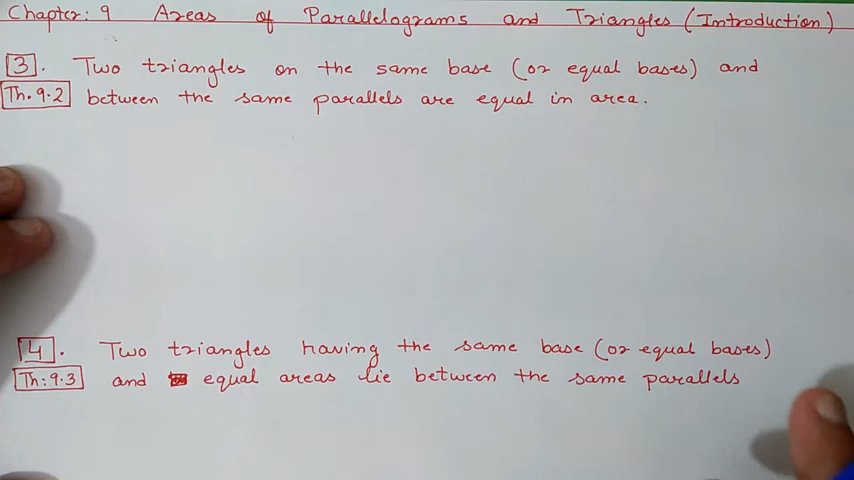 Chapter: 9 Areas of Parallelograms and Triangles (Introduction)
3. Two triangles on the same base (or equal bases) and
Th. 9.2 between the same parallels are equal in area.
4. Two triangles having the same base (or equal bases)
Th: 9.3 and equal areas lie between the same parallels